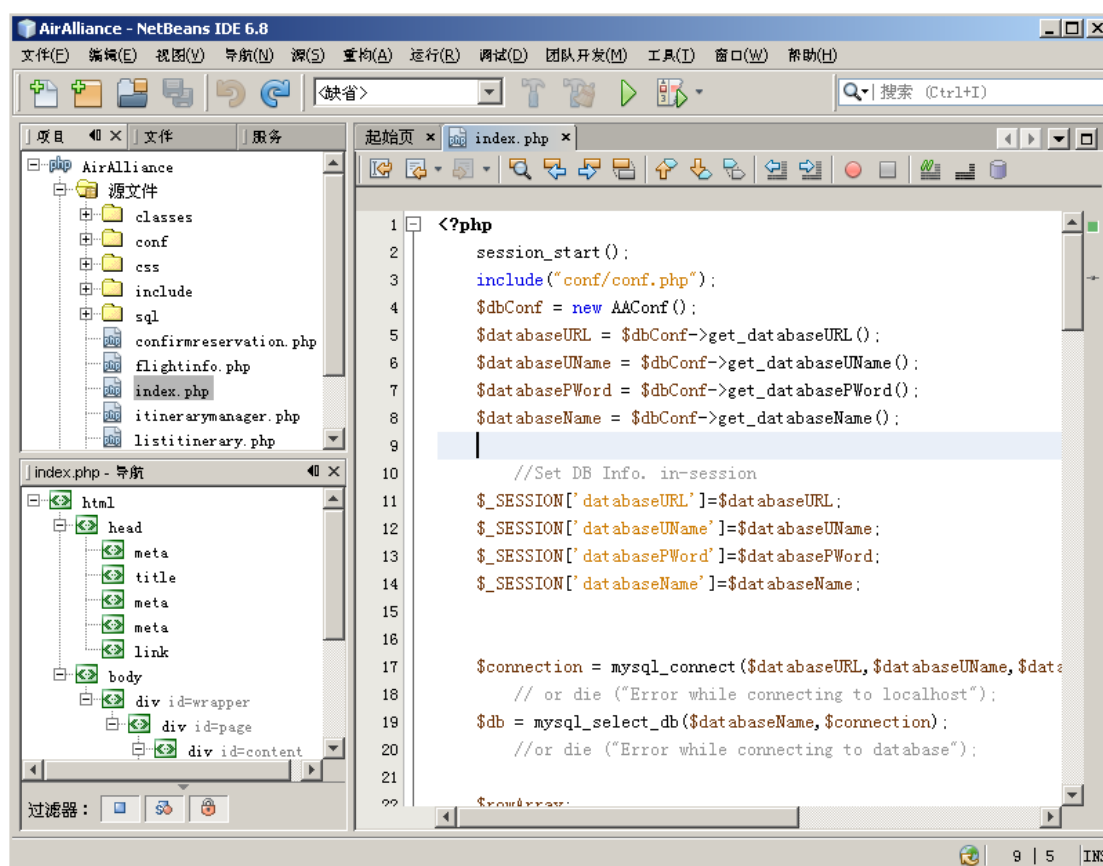 AirAlliance - NetBeans IDE 6.8
文件(F) 编辑(E) 视图(V) 导航(N) 源(S) 重构(A) 运行(R) 调试(D) 团队开发(M) 工具(T) 窗口(W) 帮助(H)
<缺省> 搜索 (Ctrl+I)
项目 文件 服务
AirAlliance
源文件
classes
conf
css
include
sql
confirmreservation.php
flightinfo.php
index.php
itinerarymanager.php
listitinerary.php
index.php - 导航
html
head
meta
title
meta
meta
link
body
div id=wrapper
div id=page
div id=content
过滤器：
起始页 index.php
1 <?php
2 session_start();
3 include("conf/conf.php");
4 $dbConf = new AAConf();
5 $databaseURL = $dbConf->get_databaseURL();
6 $databaseUName = $dbConf->get_databaseUName();
7 $databasePWord = $dbConf->get_databasePWord();
8 $databaseName = $dbConf->get_databaseName();
9
10 //Set DB Info. in-session
11 $_SESSION['databaseURL']=$databaseURL;
12 $_SESSION['databaseUName']=$databaseUName;
13 $_SESSION['databasePWord']=$databasePWord;
14 $_SESSION['databaseName']=$databaseName;
15
16
17 $connection = mysql_connect($databaseURL,$databaseUName,$data
18 // or die ("Error while connecting to localhost");
19 $db = mysql_select_db($databaseName,$connection);
20 //or die ("Error while connecting to database");
21
22 $rowArray;
9 | 5 INS